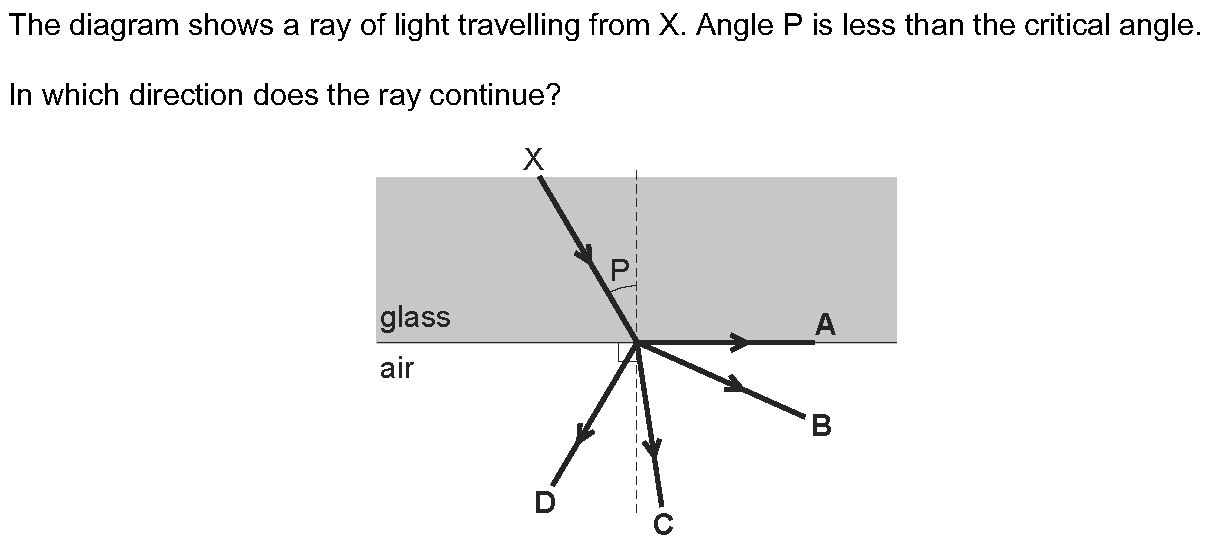 The diagram shows a ray of light travelling from X. Angle P is less than the critical angle.
In which direction does the ray continue?
X
P
glass
A
air
B
D
C